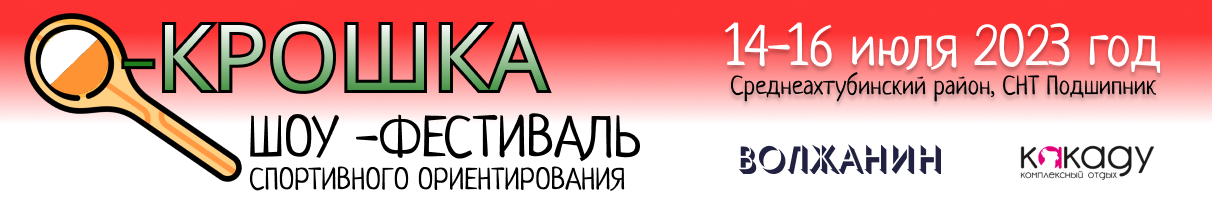 -КРОШКА
ШОУ -ФЕСТИВАЛЬ
СПОРТИВНОГО ОРИЕНТИРОВАНИЯ
14-16 июля 2023 год
Среднеахтубинский район, СНТ Подшипник
ВОЛЖАНИН
какаду
комплексный отдых